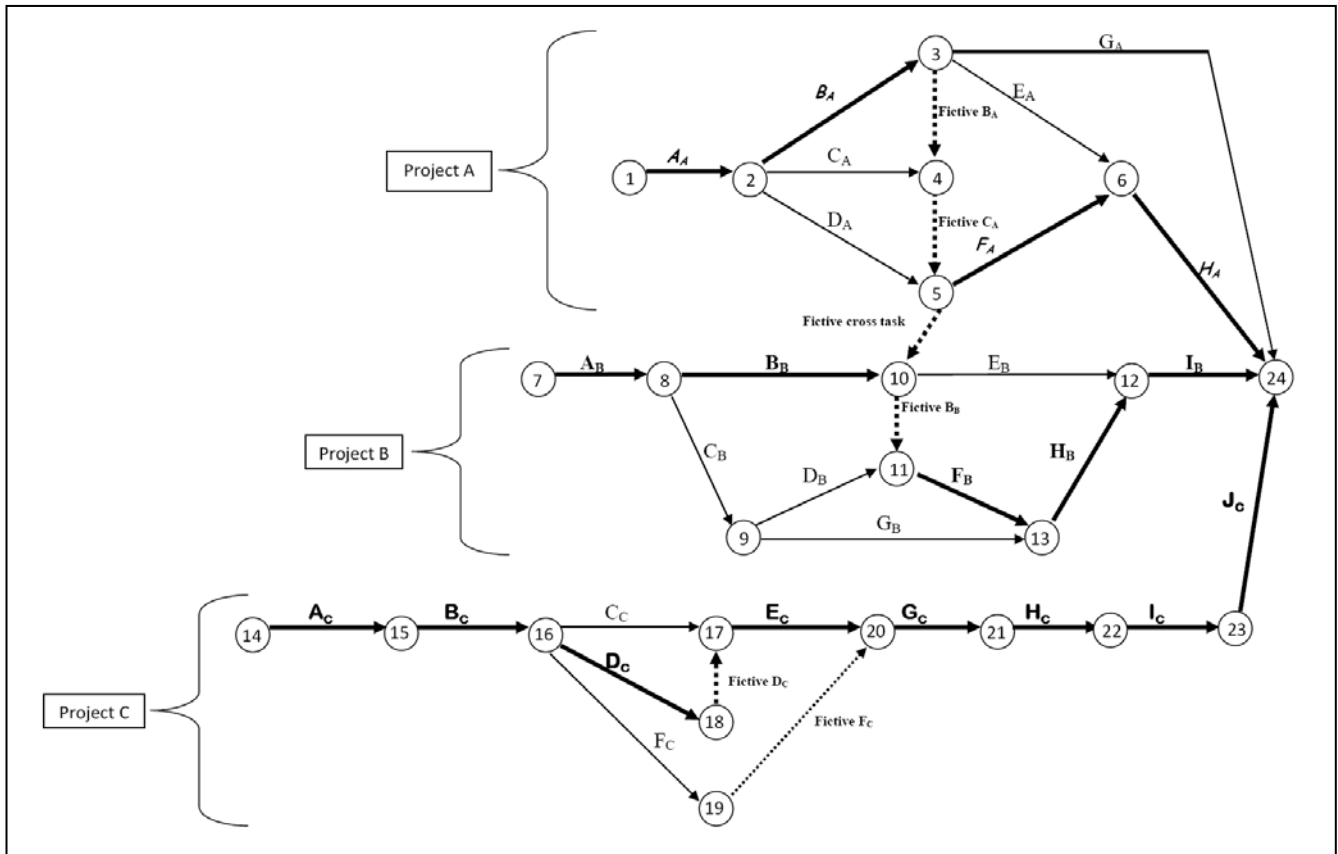 3
G_A
B_A
E_A
Fictive B_A
Project A
1
A_A
2
C_A
4
6
D_A
Fictive C_A
F_A
H_A
5
Fictive cross task
7
A_B
8
B_B
10
E_B
12
I_B
24
Fictive B_B
Project B
C_B
D_B
11
F_B
H_B
9
G_B
13
J_C
14
A_C
15
B_C
16
C_C
17
E_C
20
G_C
21
H_C
22
I_C
23
D_C
Fictive D_C
18
Project C
F_C
Fictive F_C
19